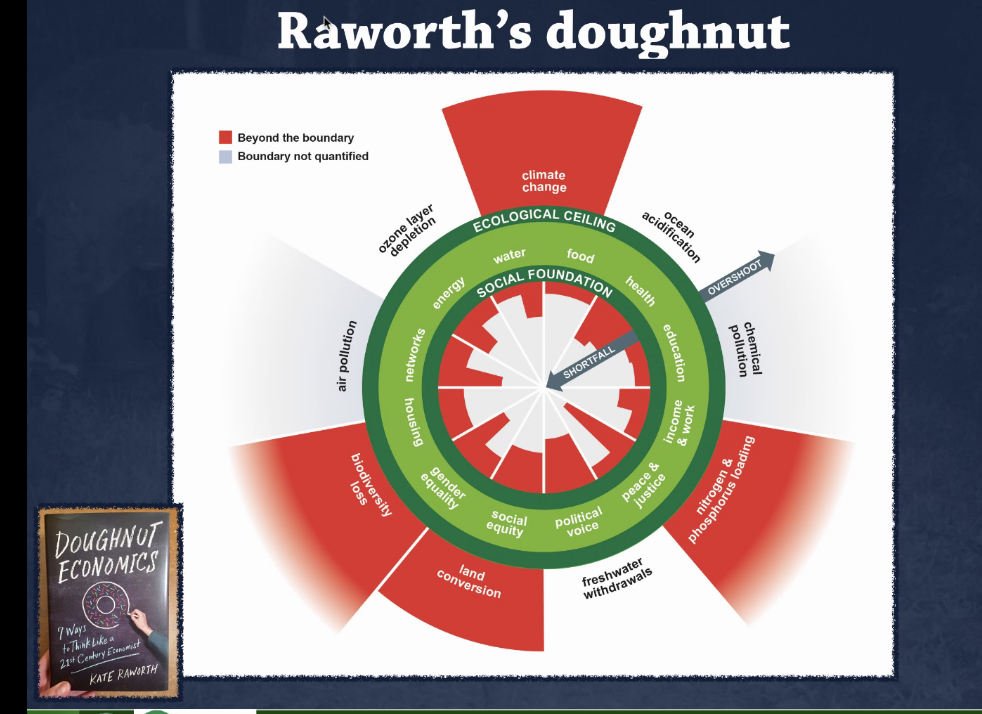 Raworth's doughnut
Beyond the boundary
Boundary not quantified
climate
change
ozone layer
depletion
ocean
acidification
ECOLOGICAL CEILING
OVERSHOOT
water
food
energy
health
SOCIAL FOUNDATION
SHORTFALL
air pollution
networks
education
chemical
pollution
housing
income
& work
biodiversity
loss
gender
equality
social
equity
political
voice
peace &
justice
nitrogen &
phosphorus loading
land
conversion
freshwater
withdrawals
DOUGHNUT
ECONOMICS
7 Ways
to Think Like a
21st Century Economist
KATE RAWORTH